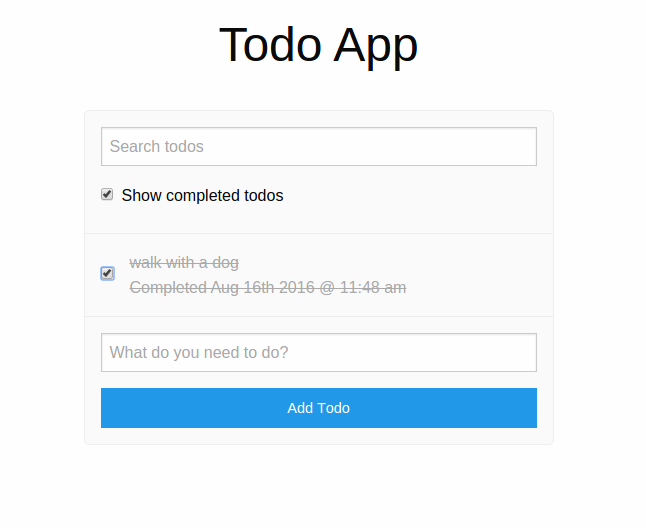 Todo App
Search todos
Show completed todos
walk with a dog
Completed Aug 16th 2016 @ 11:48 am
What do you need to do?
Add Todo